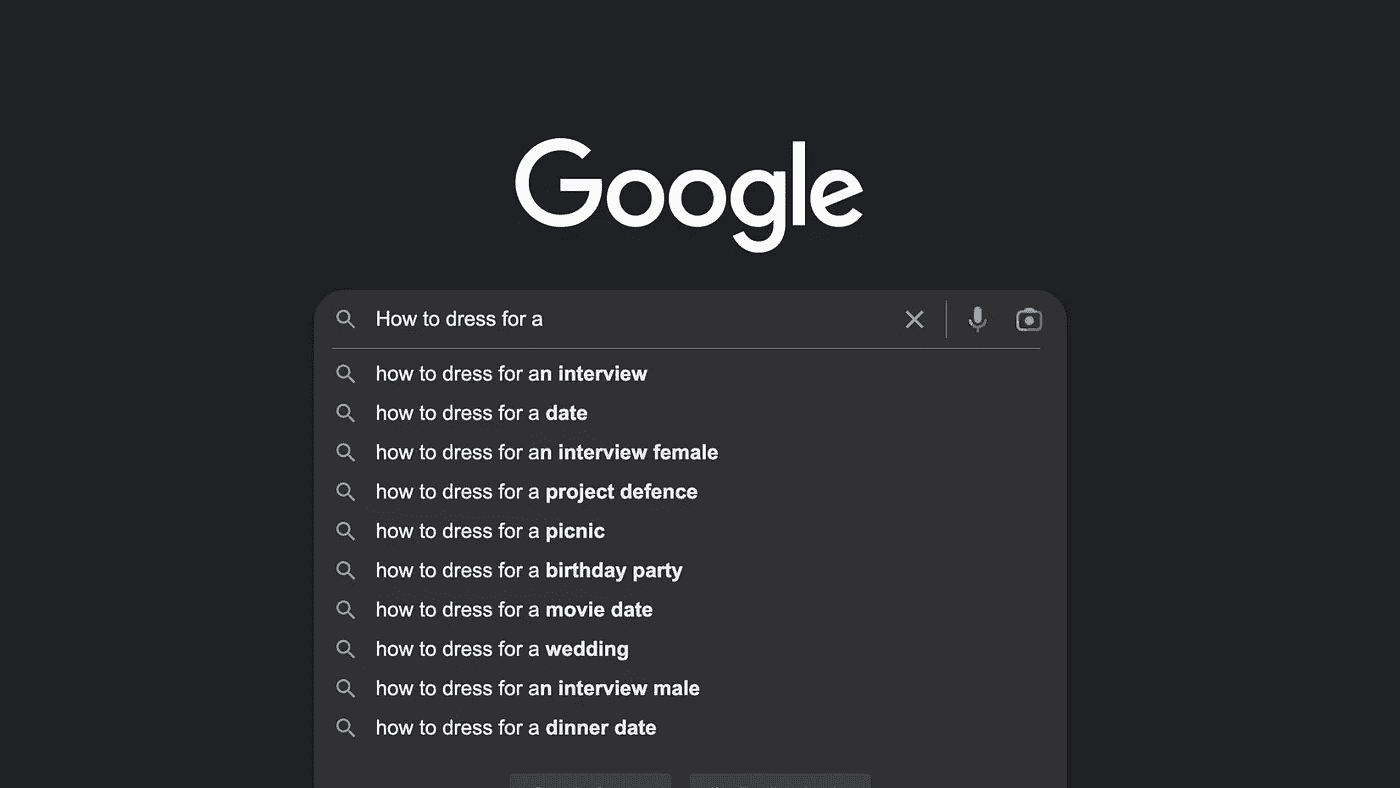 Google
How to dress for a
how to dress for an interview
how to dress for a date
how to dress for an interview female
how to dress for a project defence
how to dress for a picnic
how to dress for a birthday party
how to dress for a movie date
how to dress for a wedding
how to dress for an interview male
how to dress for a dinner date